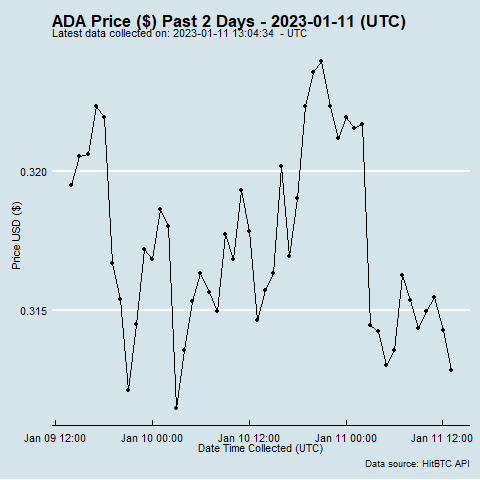 ADA Price ($) Past 2 Days - 2023-01-11 (UTC)
Latest data collected on: 2023-01-11 13:04:34 - UTC
0.320
Price USD ($)
0.315
Jan 09 12:00 Jan 10 00:00 Jan 10 12:00 Jan 11 00:00 Jan 11 12:00
Date Time Collected (UTC)
Data source: HitBTC API